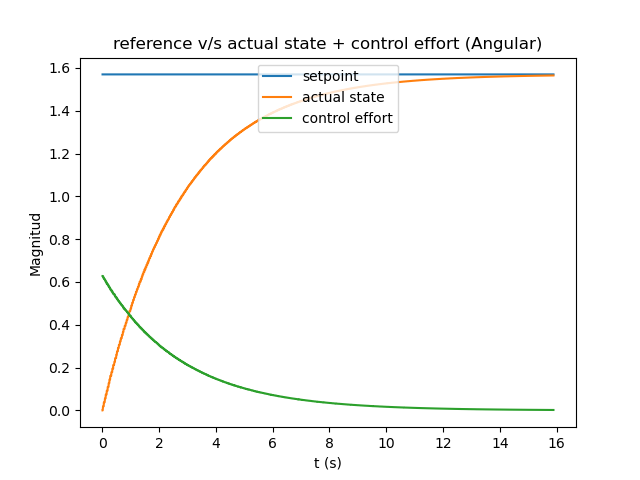 reference v/s actual state + control effort (Angular)
setpoint
actual state
control effort
Magnitud
1.6
1.4
1.2
1.0
0.8
0.6
0.4
0.2
0.0
0 2 4 6 8 10 12 14 16
t (s)